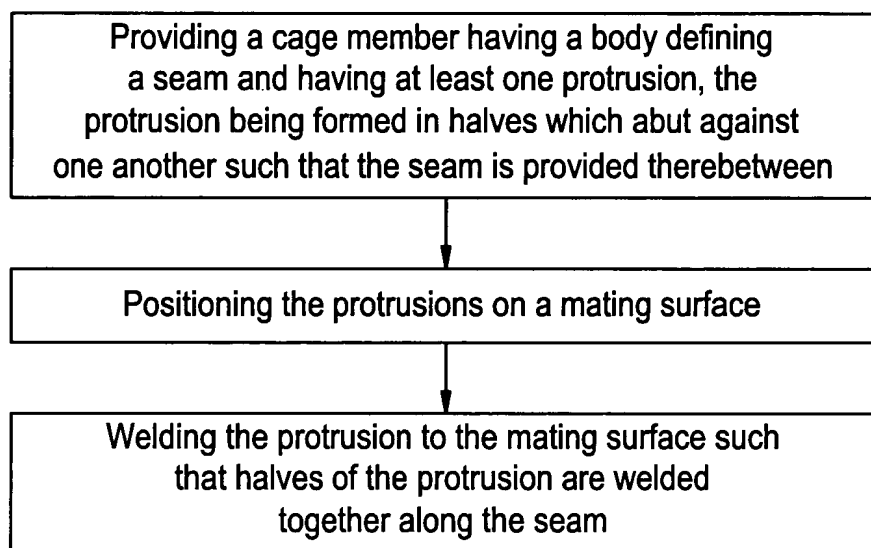 Providing a cage member having a body defining
a seam and having at least one protrusion, the
protrusion being formed in halves which abut against
one another such that the seam is provided therebetween
Positioning the protrusions on a mating surface
Welding the protrusion to the mating surface such
that halves of the protrusion are welded
together along the seam